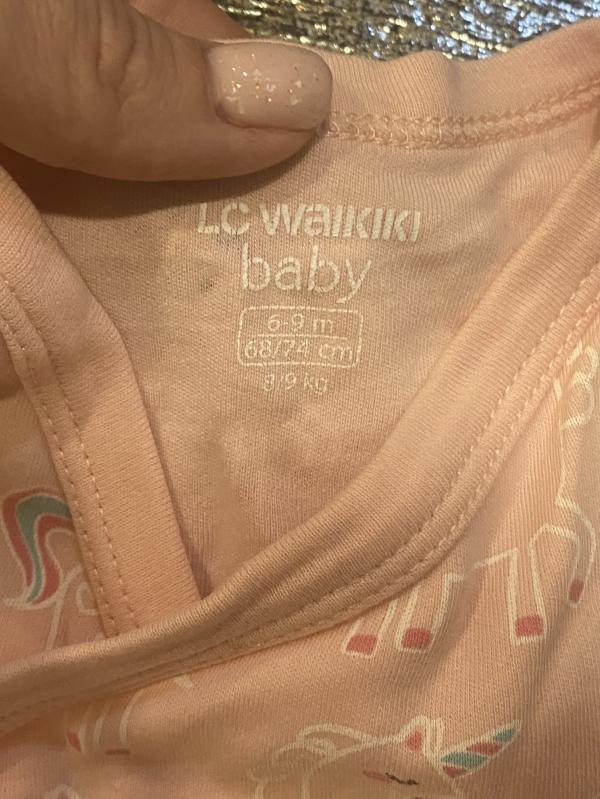 LC WAIKIKI
baby
6-9 m
68/74 cm
8/9 kg